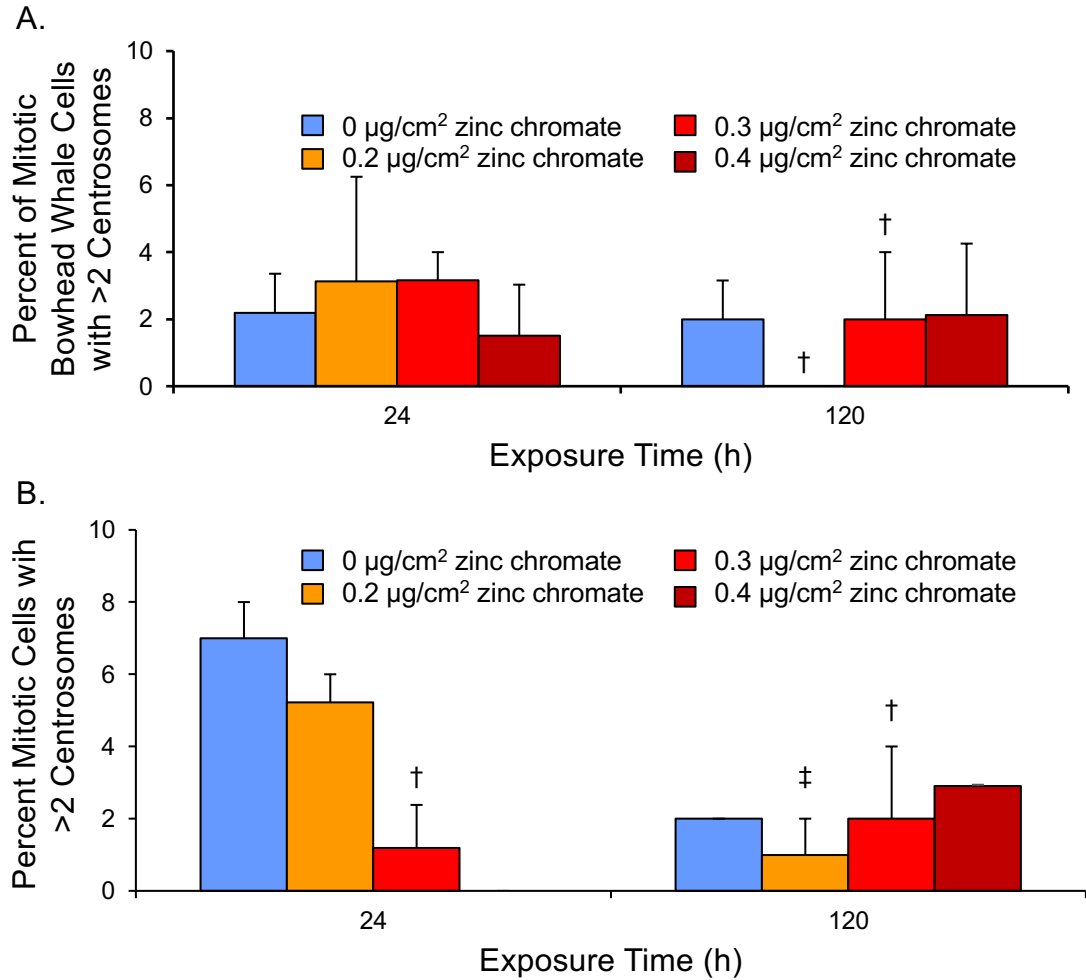 A.
Percent of Mitotic
Bowhead Whale Cells
with >2 Centrosomes
10
8
6
4
2
0
0 µg/cm² zinc chromate
0.3 µg/cm² zinc chromate
0.2 µg/cm² zinc chromate
0.4 µg/cm² zinc chromate
†
†
24
120
Exposure Time (h)
B.
Percent Mitotic Cells wih
>2 Centrosomes
10
8
6
4
2
0
0 µg/cm² zinc chromate
0.3 µg/cm² zinc chromate
0.2 µg/cm² zinc chromate
0.4 µg/cm² zinc chromate
†
‡
†
24
120
Exposure Time (h)